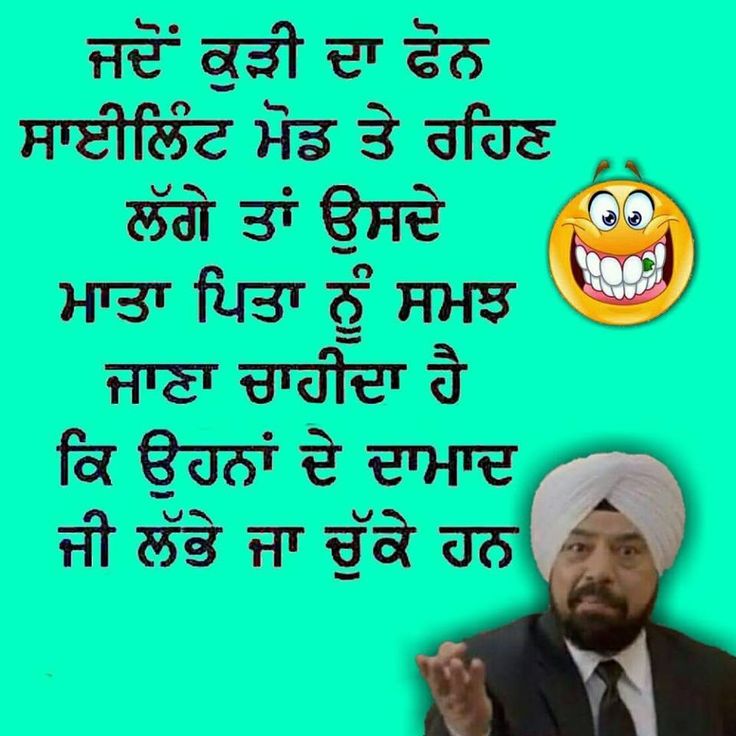 ਜਦੋਂ ਕੁੜੀ ਦਾ ਫੋਨ
ਸਾਈਲਿੰਟ ਮੋਡ ਤੇ ਰਹਿਣ
ਲੱਗੇ ਤਾਂ ਉਸਦੇ
ਮਾਤਾ ਪਿਤਾ ਨੂੰ ਸਮਝ
ਜਾਣਾ ਚਾਹੀਦਾ ਹੈ
ਕਿ ਉਹਨਾਂ ਦੇ ਦਾਮਾਦ
ਜੀ ਲੱਭੇ ਜਾ ਚੁੱਕੇ ਹਨ